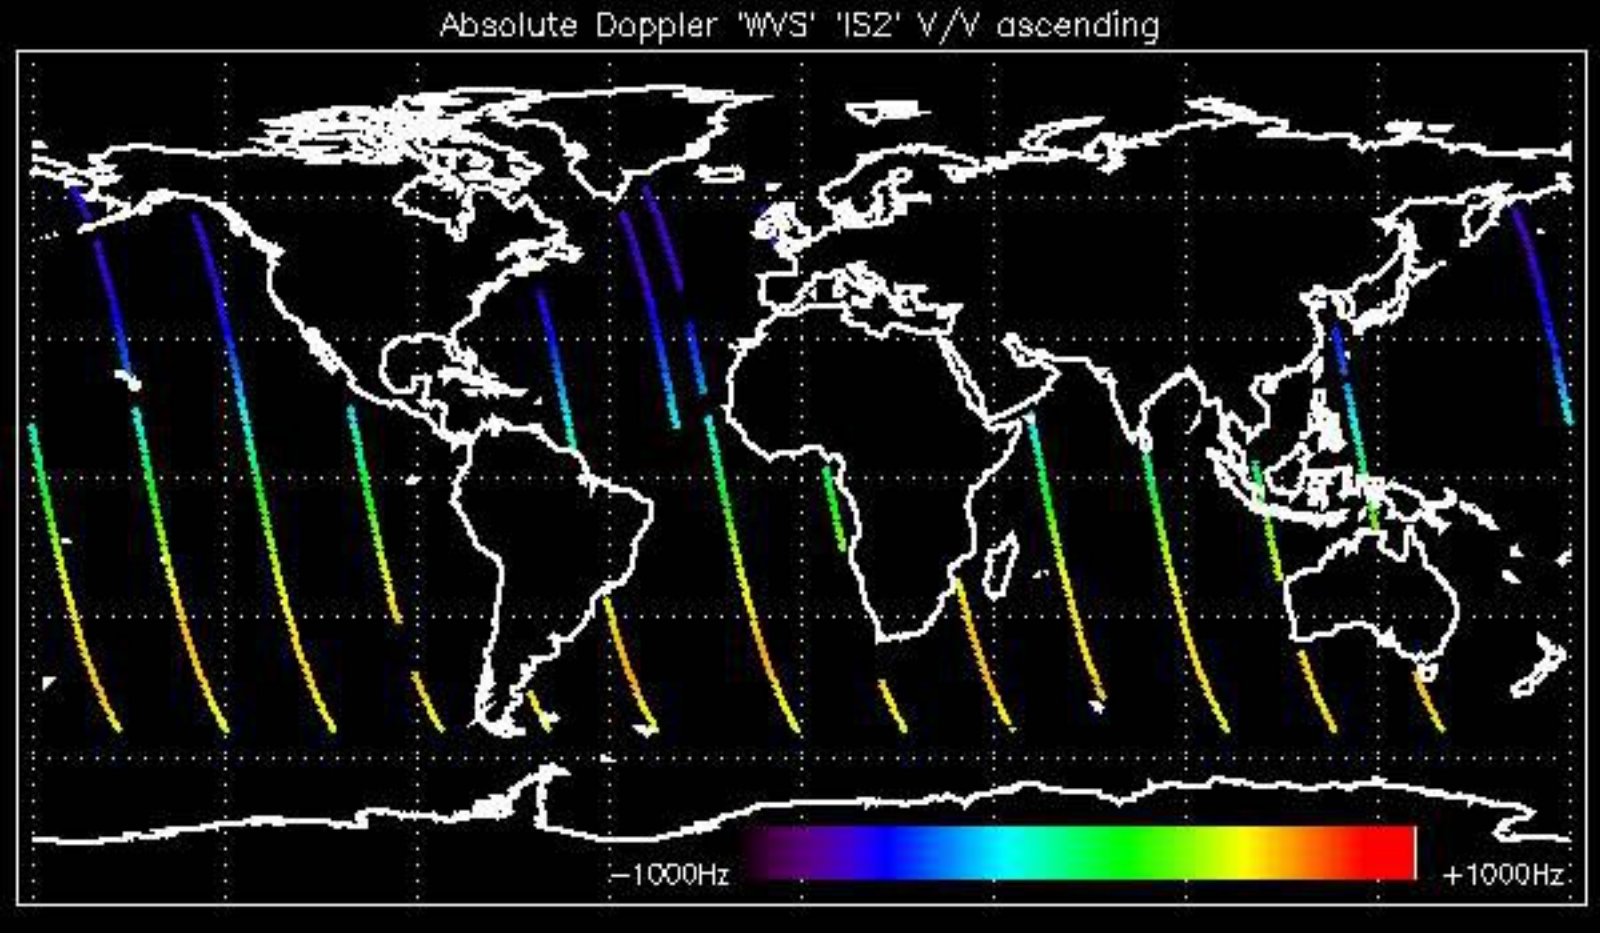 Absolute Doppler 'WVS' 'IS2' V/V ascending
-1000Hz +1000Hz